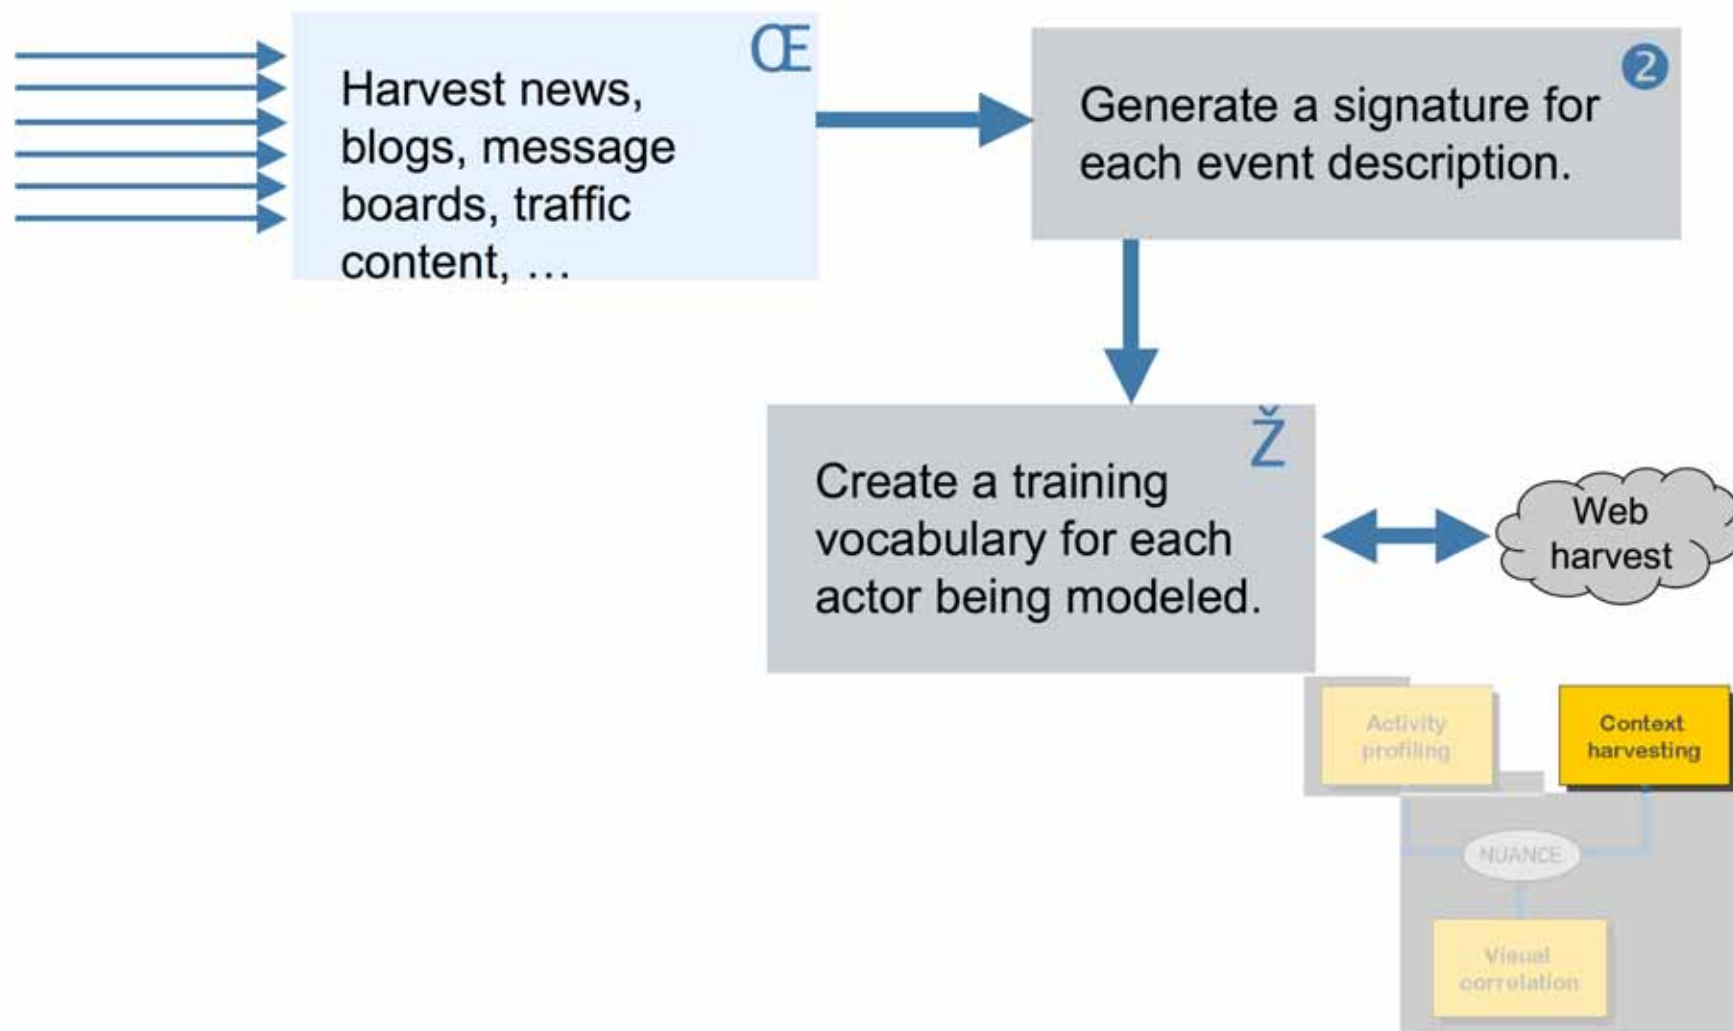 Œ
Harvest news,
blogs, message
boards, traffic
content, …
❷
Generate a signature for
each event description.
Ž
Create a training
vocabulary for each
actor being modeled.
Web
harvest
Activity
profiling
Context
harvesting
NUANCE
Visual
correlation